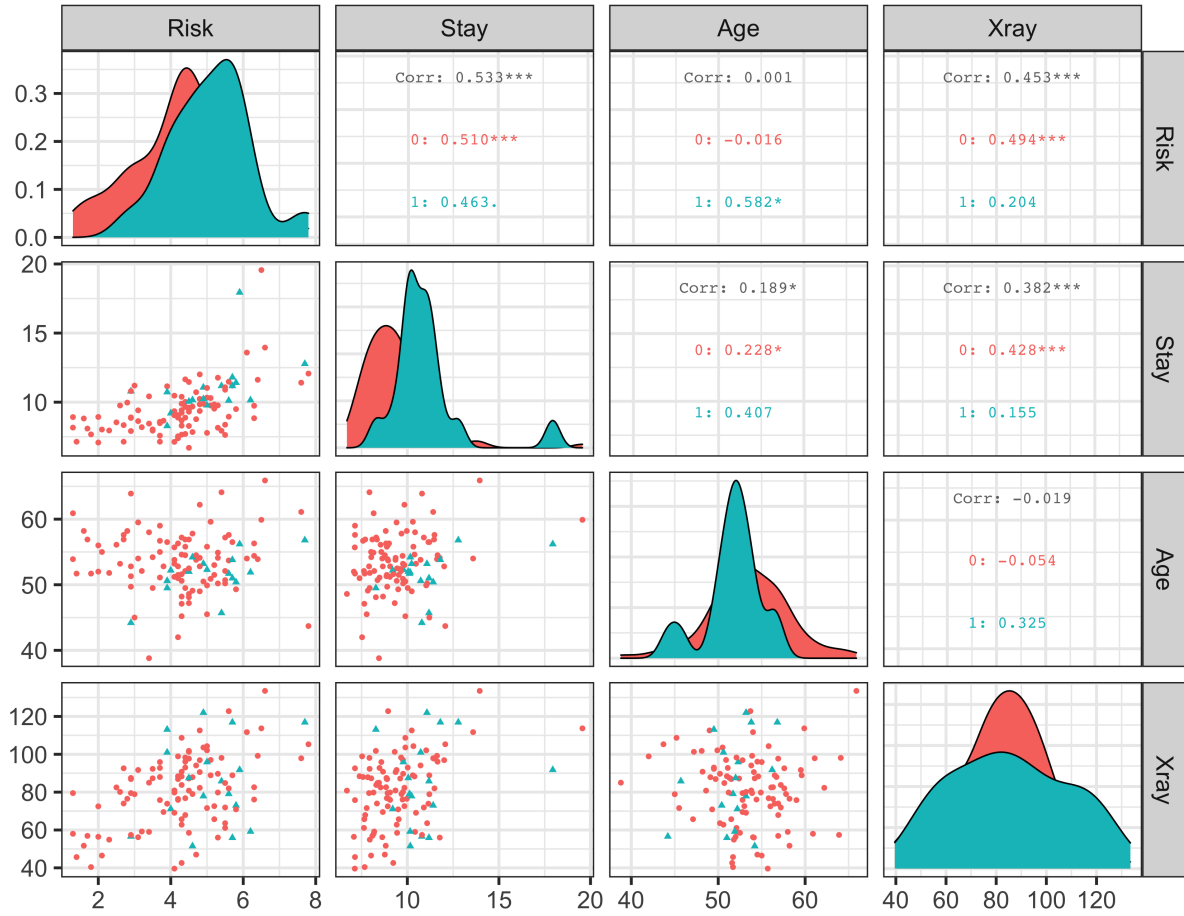 Risk Stay Age Xray
Corr: 0.533*** Corr: 0.001 Corr: 0.453***
0: 0.510*** 0: -0.016 0: 0.494***
1: 0.463. 1: 0.582* 1: 0.204
0.3
0.2
0.1
0.0
Risk
Corr: 0.189* Corr: 0.382***
0: 0.228* 0: 0.428***
1: 0.407 1: 0.155
20
15
10
Stay
Corr: -0.019
0: -0.054
1: 0.325
60
50
40
Age
120
100
80
60
40
Xray
2 4 6 8 10 15 20 40 50 60 40 60 80 100 120